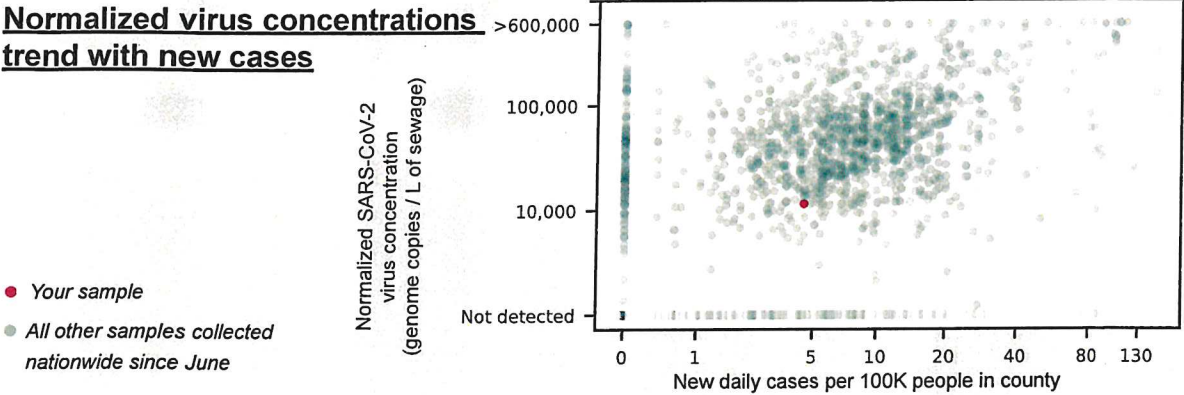 Normalized virus concentrations
trend with new cases
Normalized SARS-CoV-2
virus concentration
(genome copies / L of sewage)
>600,000
100,000
10,000
Not detected
0 1 5 10 20 40 80 130
New daily cases per 100K people in county
Your sample
All other samples collected
nationwide since June